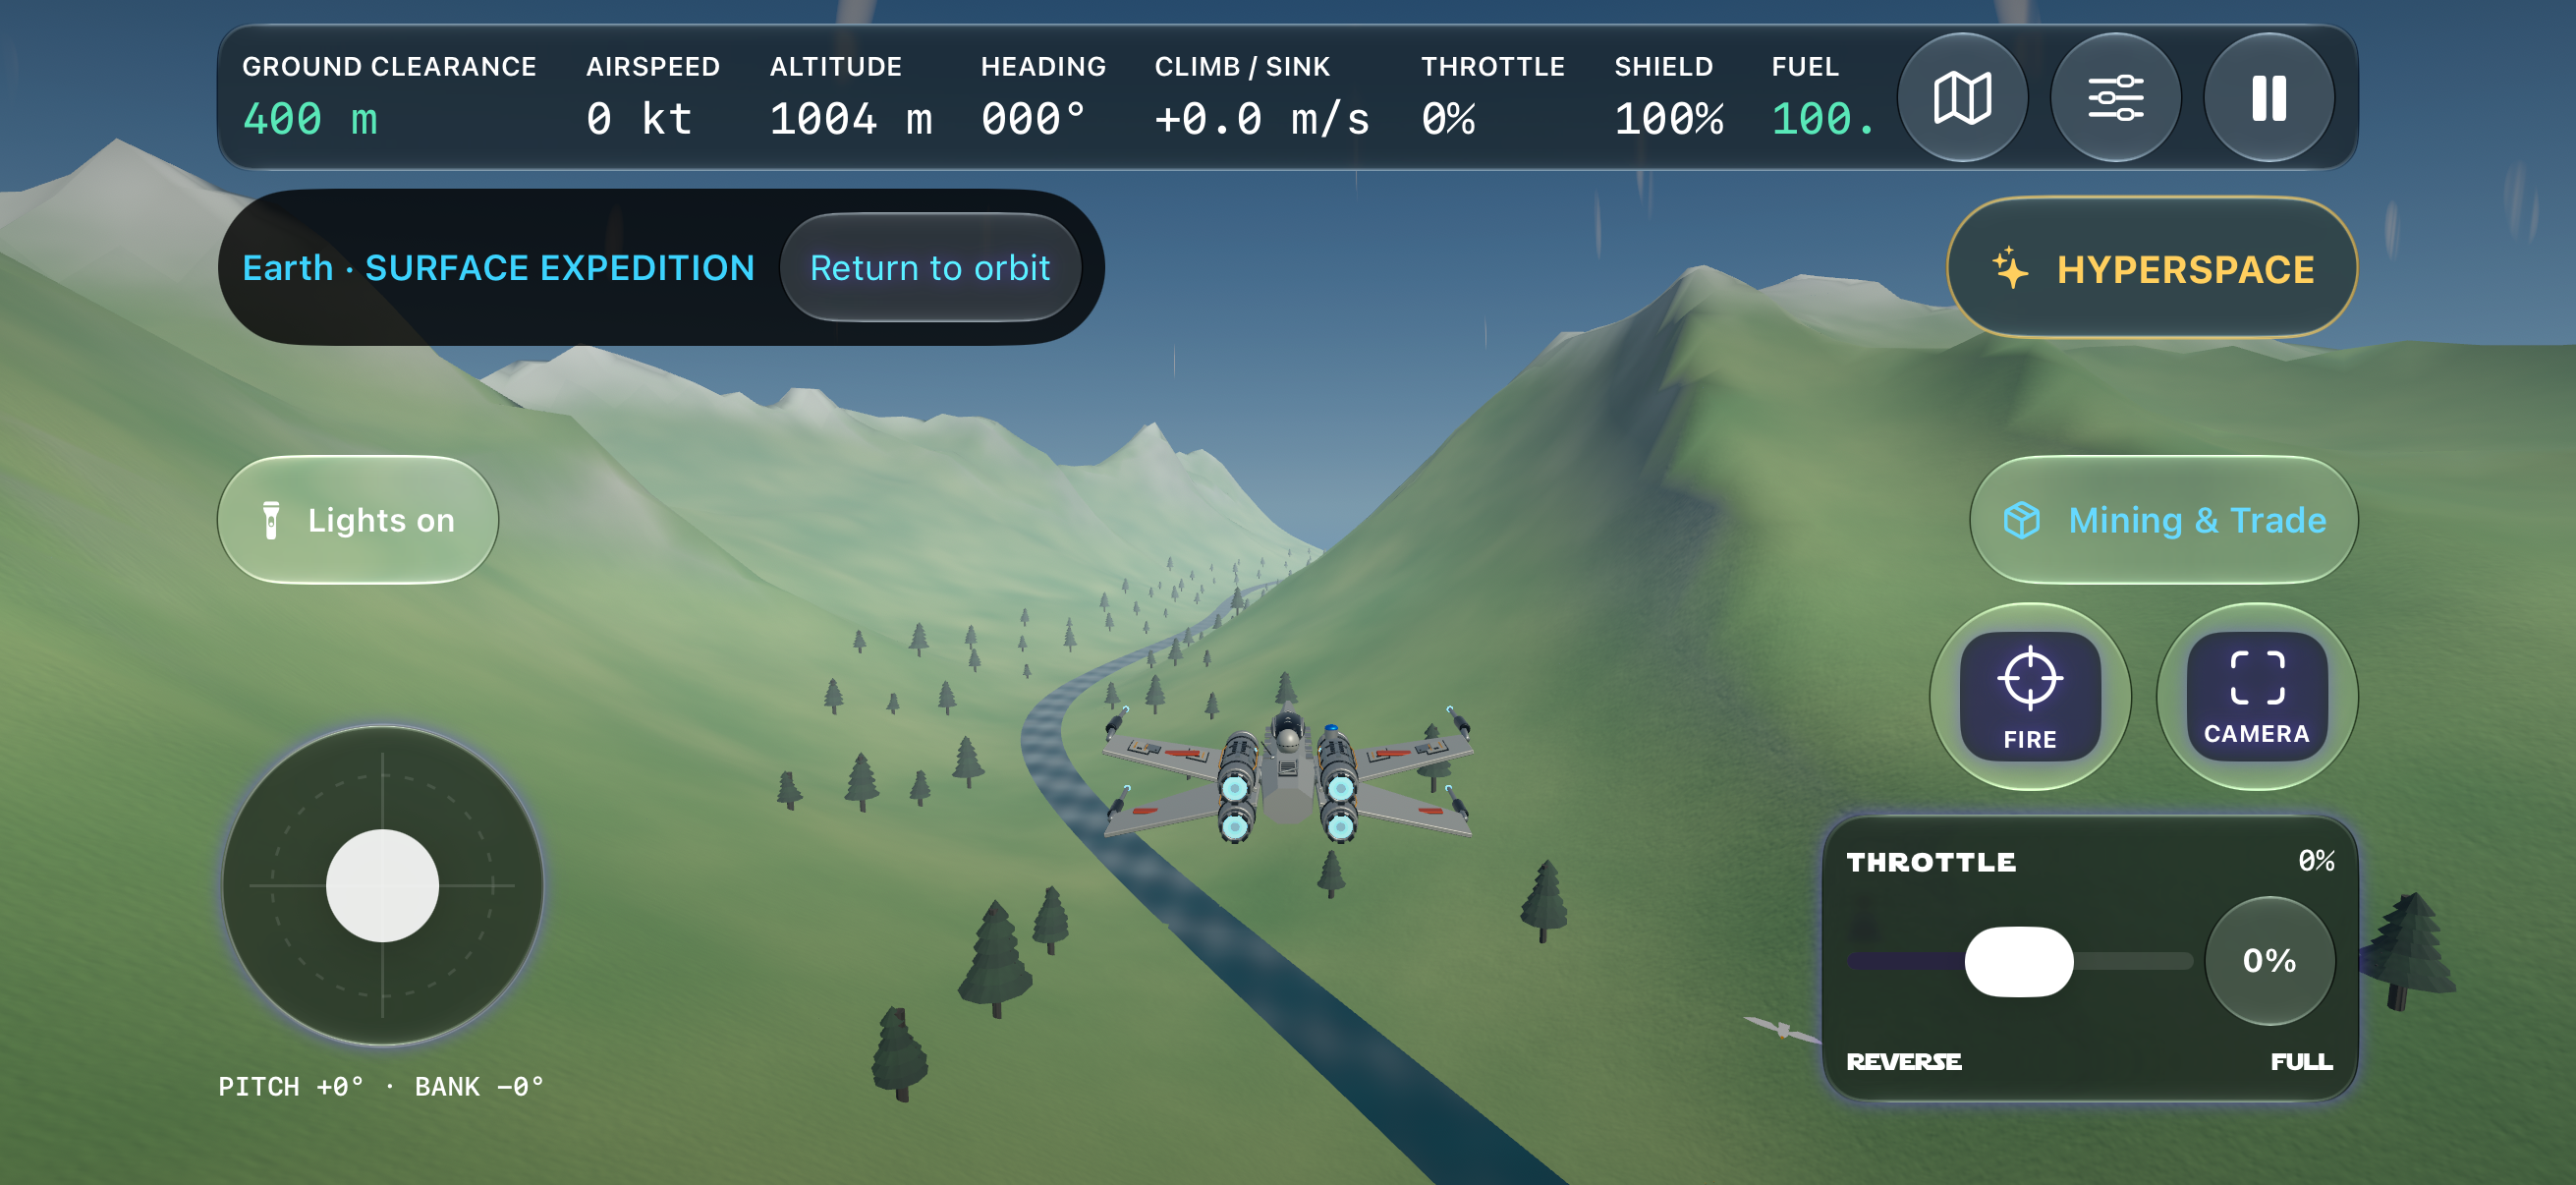 GROUND CLEARANCE AIRSPEED ALTITUDE HEADING CLIMB / SINK THROTTLE SHIELD FUEL
400 m 0 kt 1004 m 000° +0.0 m/s 0% 100% 100.
Earth · SURFACE EXPEDITION Return to orbit
HYPERSPACE
Lights on
Mining & Trade
FIRE
CAMERA
THROTTLE 0%
0%
REVERSE FULL
PITCH +0° · BANK −0°